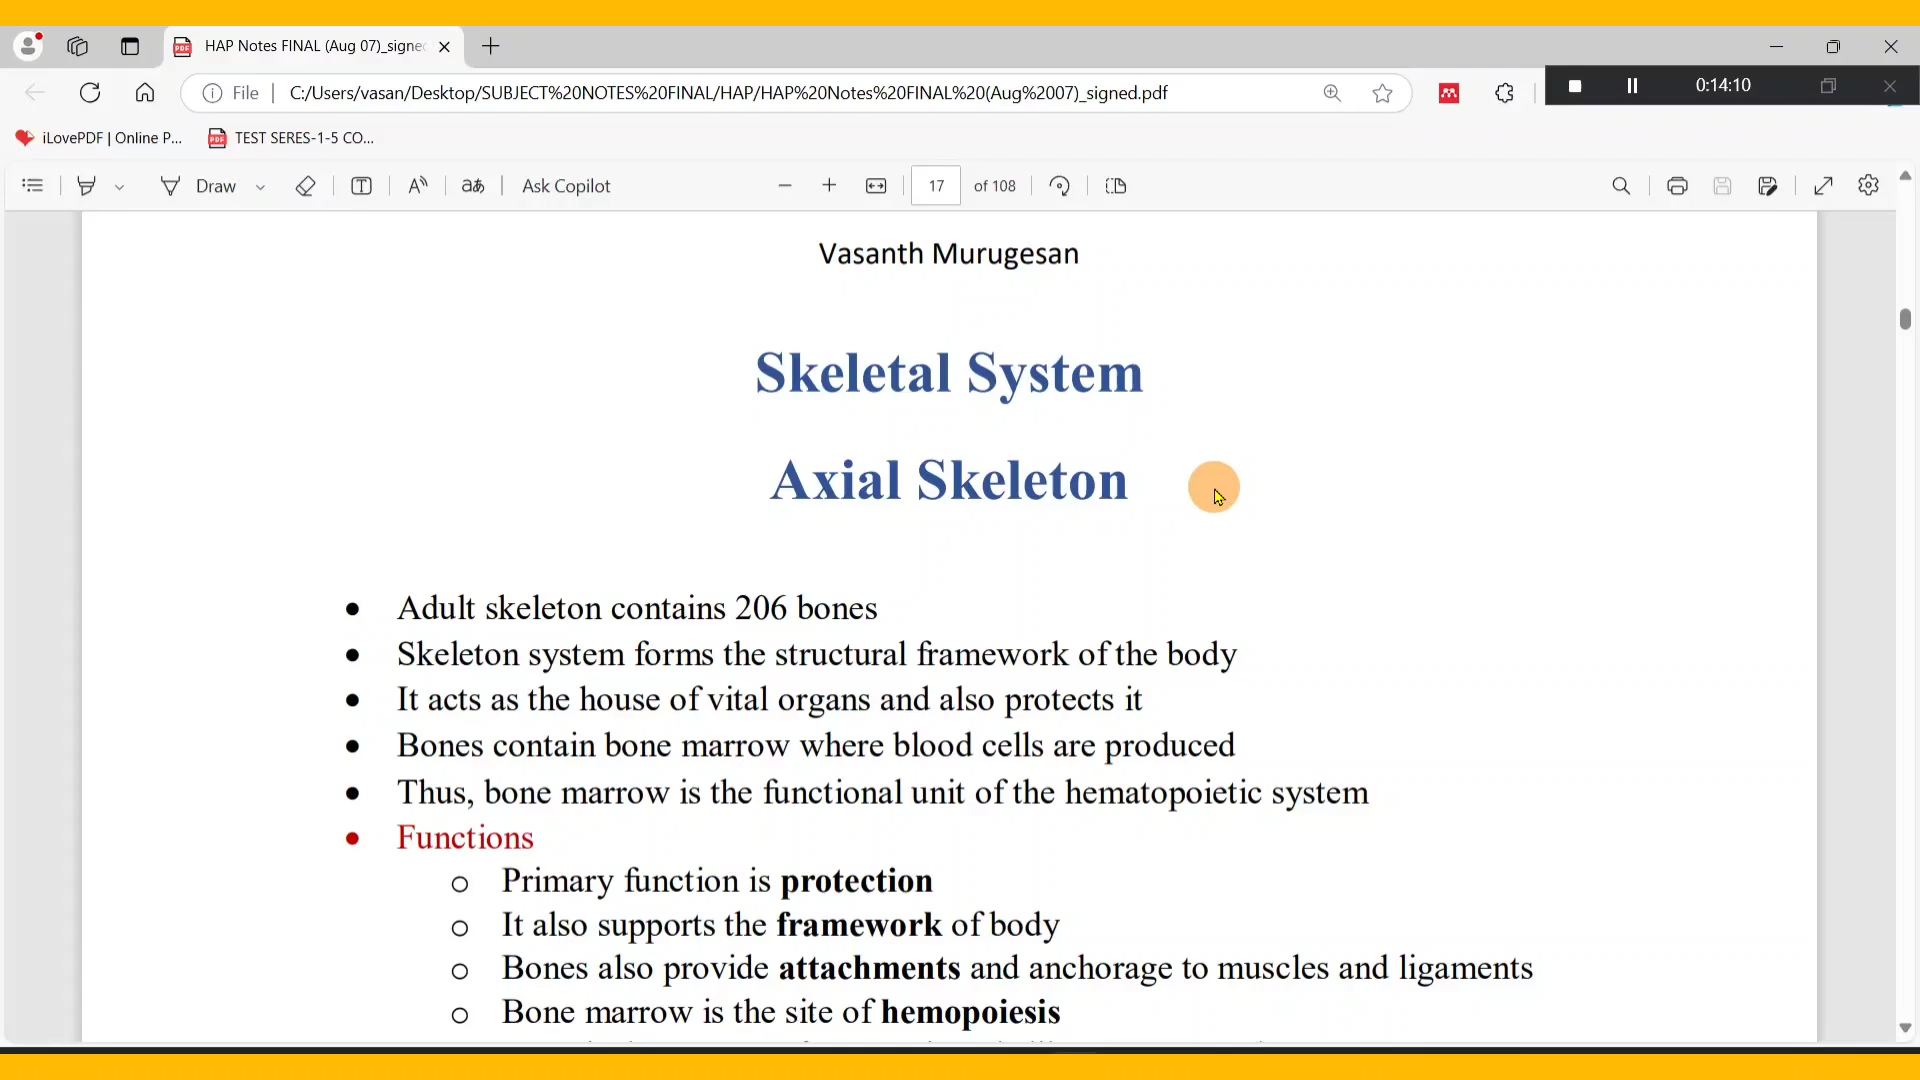 HAP Notes FINAL (Aug 07)_signe
File
C:/Users/vasan/Desktop/SUBJECT%20NOTES%20FINAL/HAP/HAP%20Notes%20FINAL%20(Aug%2007)_signed.pdf
0:14:10
iLovePDF | Online P...
PDF
TEST SERES-1-5 CO...
Draw
T
A
aあ
Ask Copilot
17
of 108
Vasanth Murugesan
Skeletal System
Axial Skeleton
• Adult skeleton contains 206 bones
• Skeleton system forms the structural framework of the body
• It acts as the house of vital organs and also protects it
• Bones contain bone marrow where blood cells are produced
• Thus, bone marrow is the functional unit of the hematopoietic system
• Functions
o Primary function is protection
o It also supports the framework of body
o Bones also provide attachments and anchorage to muscles and ligaments
o Bone marrow is the site of hemopoiesis